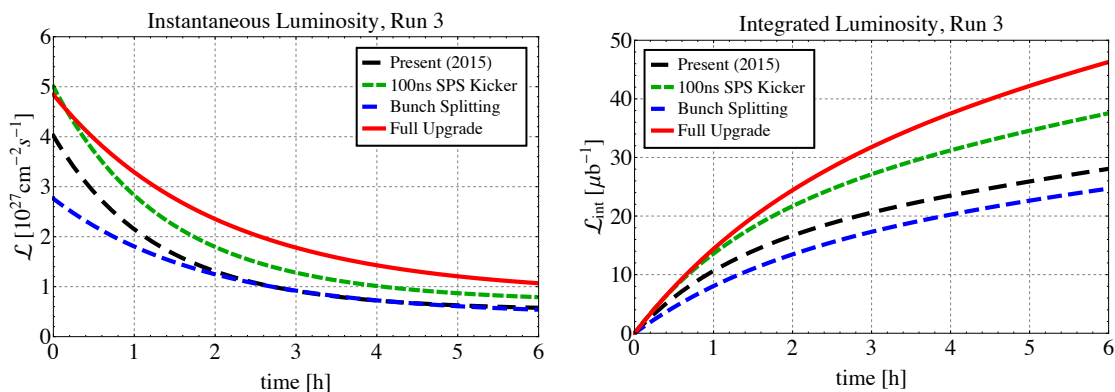 Instantaneous Luminosity, Run 3
6
5
4
3
2
1
0
ℒ [10²⁷cm⁻²s⁻¹]
Present (2015)
100ns SPS Kicker
Bunch Splitting
Full Upgrade
0 1 2 3 4 5 6
time [h]
Integrated Luminosity, Run 3
50
40
30
20
10
0
ℒint [μb⁻¹]
Present (2015)
100ns SPS Kicker
Bunch Splitting
Full Upgrade
0 1 2 3 4 5 6
time [h]